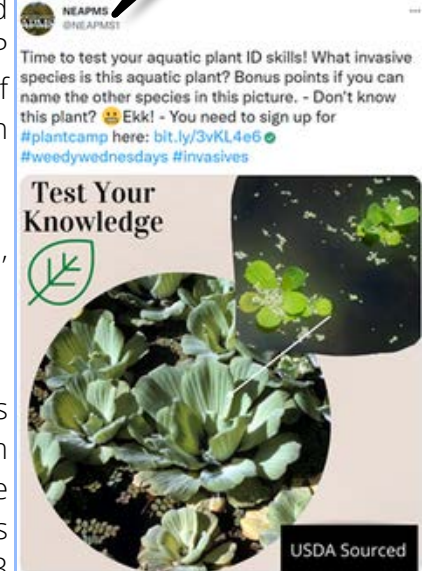 NEAPMS
@NEAPMS1
Time to test your aquatic plant ID skills! What invasive
species is this aquatic plant? Bonus points if you can
name the other species in this picture. - Don't know
this plant? 😬 Ekk! - You need to sign up for
#plantcamp here: bit.ly/3vKL4e6
#weedywednesdays #invasives
Test Your
Knowledge
USDA Sourced